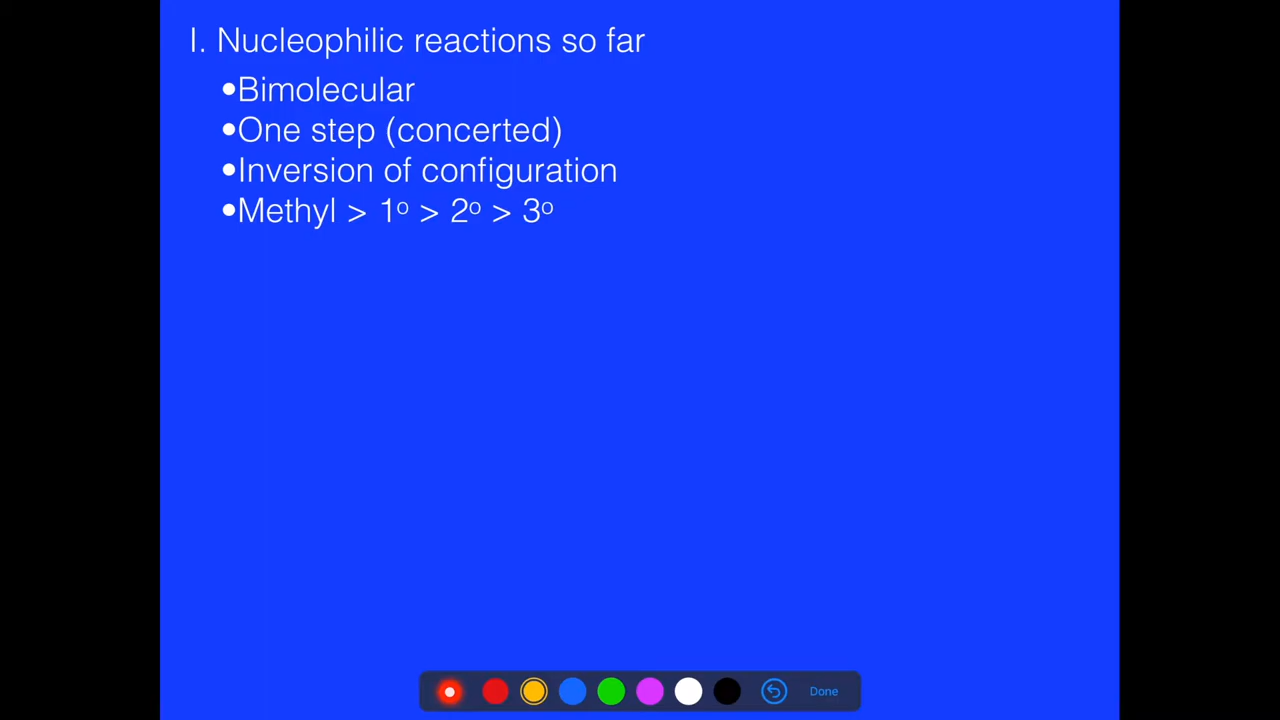 I. Nucleophilic reactions so far
•Bimolecular
•One step (concerted)
•Inversion of configuration
•Methyl > 1º > 2º > 3º
Done